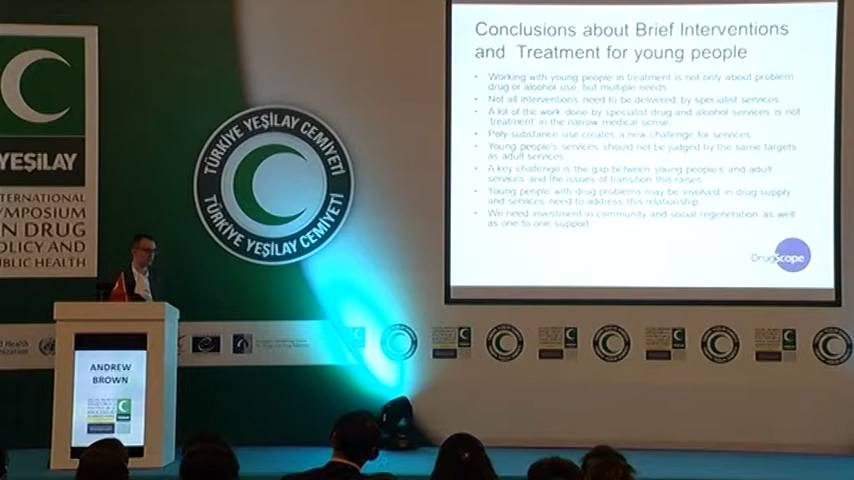 Conclusions about Brief Interventions
and Treatment for young people
• Working with young people in treatment is not only about problem
drug or alcohol use, but multiple needs
• Not all interventions need to be delivered by specialist services
• A lot of the work done by specialist drug and alcohol services is not
'treatment' in the narrow medical sense
• Poly-substance use creates a new challenge for services
• Young people's services should not be judged by the same targets
as adult services
• A key challenge is the gap between young people's and adult
services and the issues of transition this raises
• Young people with drug problems may be involved in drug supply
and services need to address this relationship
• We need investment in community and social regeneration as well
as one to one support
DrugScope
YEŞİLAY
NTERNATIONAL
YMPOSIUM
N DRUG
OLICY AND
UBLIC HEALTH
TÜRKİYE YEŞİLAY CEMİYETİ
TÜRKİYE YEŞİLAY CEMİYETİ
d Health
nization
ANDREW
BROWN